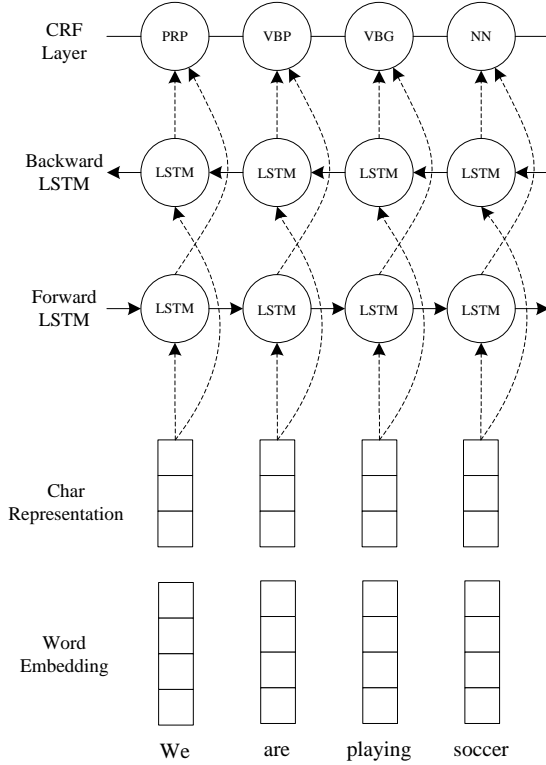 CRF
Layer
PRP VBP VBG NN
Backward
LSTM
LSTM LSTM LSTM LSTM
Forward
LSTM
LSTM LSTM LSTM LSTM
Char
Representation
Word
Embedding
We are playing soccer